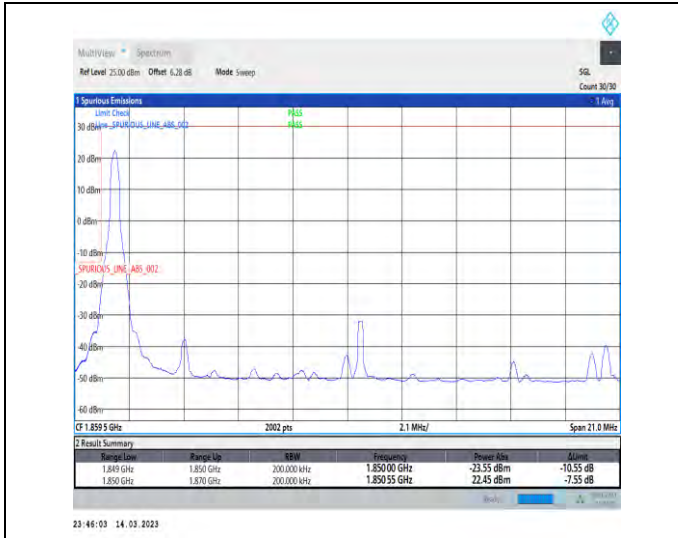 MultiView Spectrum
Ref Level 25.00 dBm Offset 6.28 dB Mode Sweep SGL
Count 30/30
1 Spurious Emissions 1 Avg
Limit Check PASS
30 dBm Line _SPURIOUS_LINE_ABS_002 PASS
20 dBm
10 dBm
0 dBm
-10 dBm
_SPURIOUS_LINE_ABS_002
-20 dBm
-30 dBm
-40 dBm
-50 dBm
-60 dBm
CF 1.859 5 GHz 2002 pts 2.1 MHz/ Span 21.0 MHz
2 Result Summary
Range Low Range Up RBW Frequency Power Abs ΔLimit
1.849 GHz 1.850 GHz 200.000 kHz 1.85000 GHz -23.55 dBm -10.55 dB
1.850 GHz 1.870 GHz 200.000 kHz 1.85055 GHz 22.45 dBm -7.55 dB
23:46:03 14.03.2023